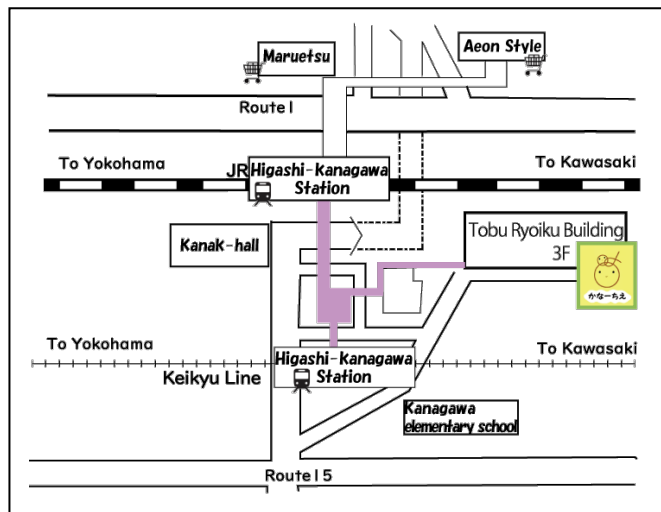 Maruetsu
Aeon Style
Route1
To Yokohama
To Kawasaki
JR
Higashi-Kanagawa
Station
Kanak-hall
Tobu Ryoiku Building
3F
かなーちえ
To Yokohama
To Kawasaki
Higashi-Kanagawa
Station
Keikyu Line
Kanagawa
elementary school
Route15